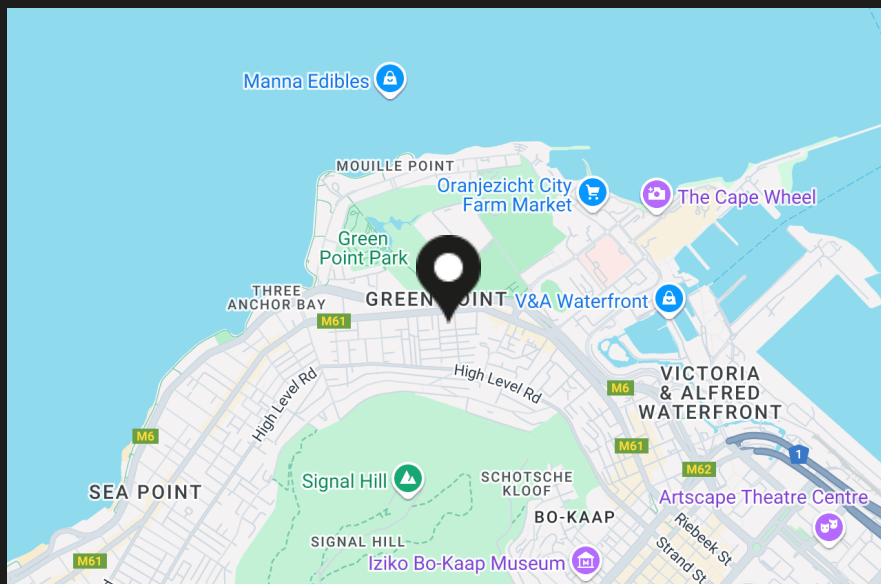 Manna Edibles
MOUILLE POINT
Oranjezicht City
Farm Market
The Cape Wheel
Green
Point Park
THREE
ANCHOR BAY
GREEN POINT
V&A Waterfront
M61
High Level Rd
High Level Rd
M6
VICTORIA
& ALFRED
WATERFRONT
M6
M61
1
M62
Signal Hill
SCHOTSCHE
KLOOF
SEA POINT
Artscape Theatre Centre
BO-KAAP
Riebeek St
SIGNAL HILL
Strand St
M61
Iziko Bo-Kaap Museum